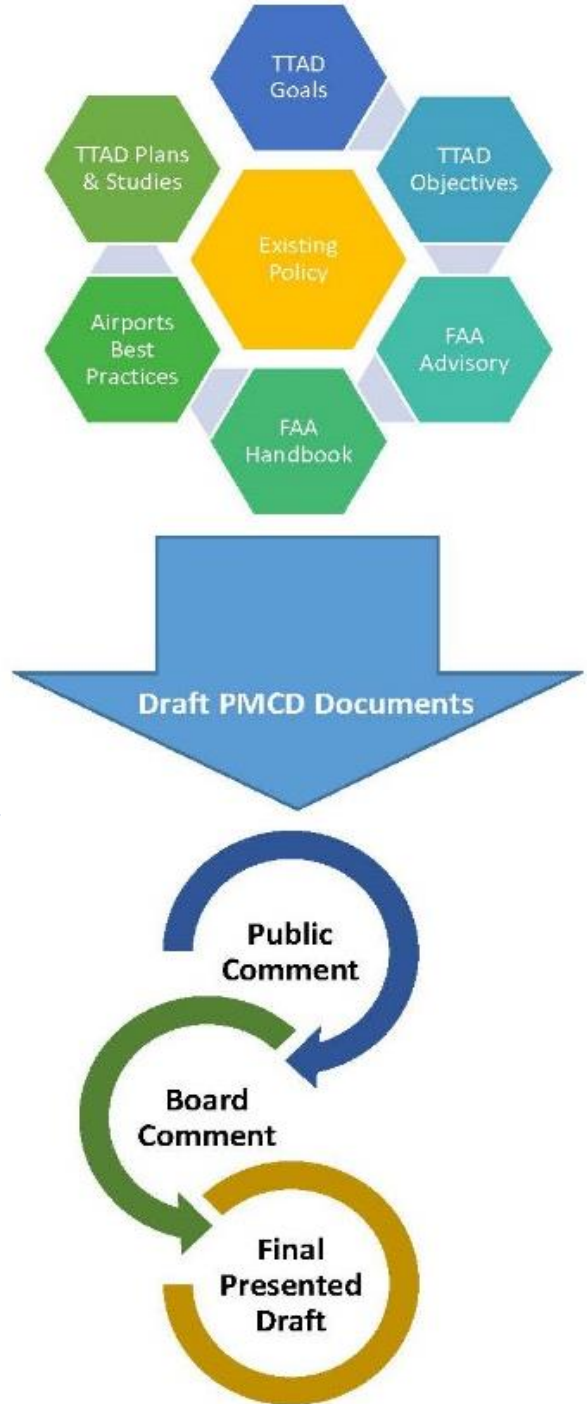 TTAD
Goals
TTAD
Objectives
FAA
Advisory
FAA
Handbook
Airports
Best
Practices
TTAD Plans
& Studies
Existing
Policy
Draft PMCD Documents
Public
Comment
Board
Comment
Final
Presented
Draft